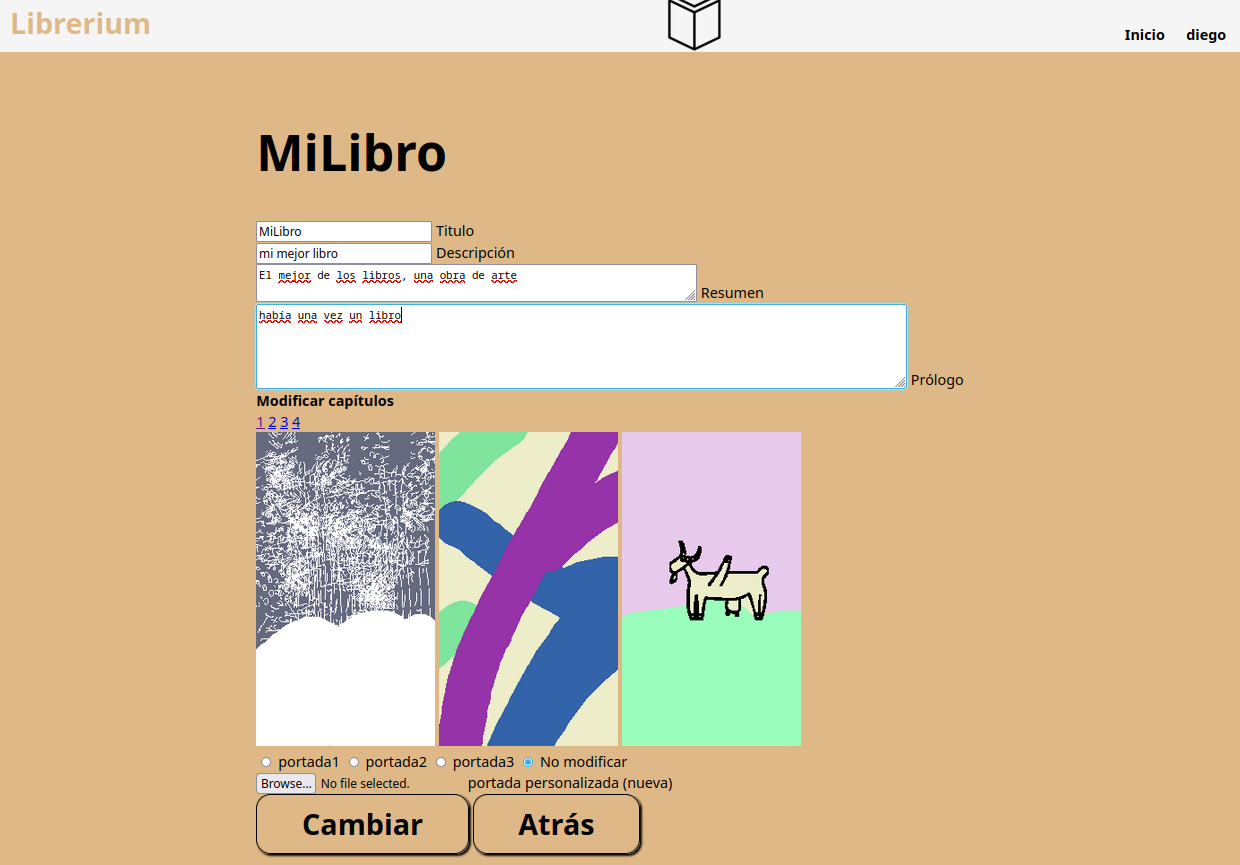 Librerium
Inicio diego
MiLibro
MiLibro Titulo
mi mejor libro Descripción
El mejor de los libros, una obra de arte
Resumen
había una vez un libro
Prólogo
Modificar capítulos
1 2 3 4
portada1 portada2 portada3 No modificar
Browse... No file selected. portada personalizada (nueva)
Cambiar Atrás